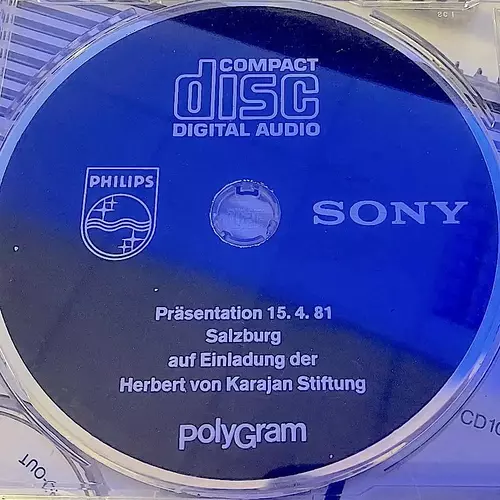 COMPACT
disc
DIGITAL AUDIO
PHILIPS
SONY
Präsentation 15. 4. 81
Salzburg
auf Einladung der
Herbert von Karajan Stiftung
polyGram
CD10
OUT